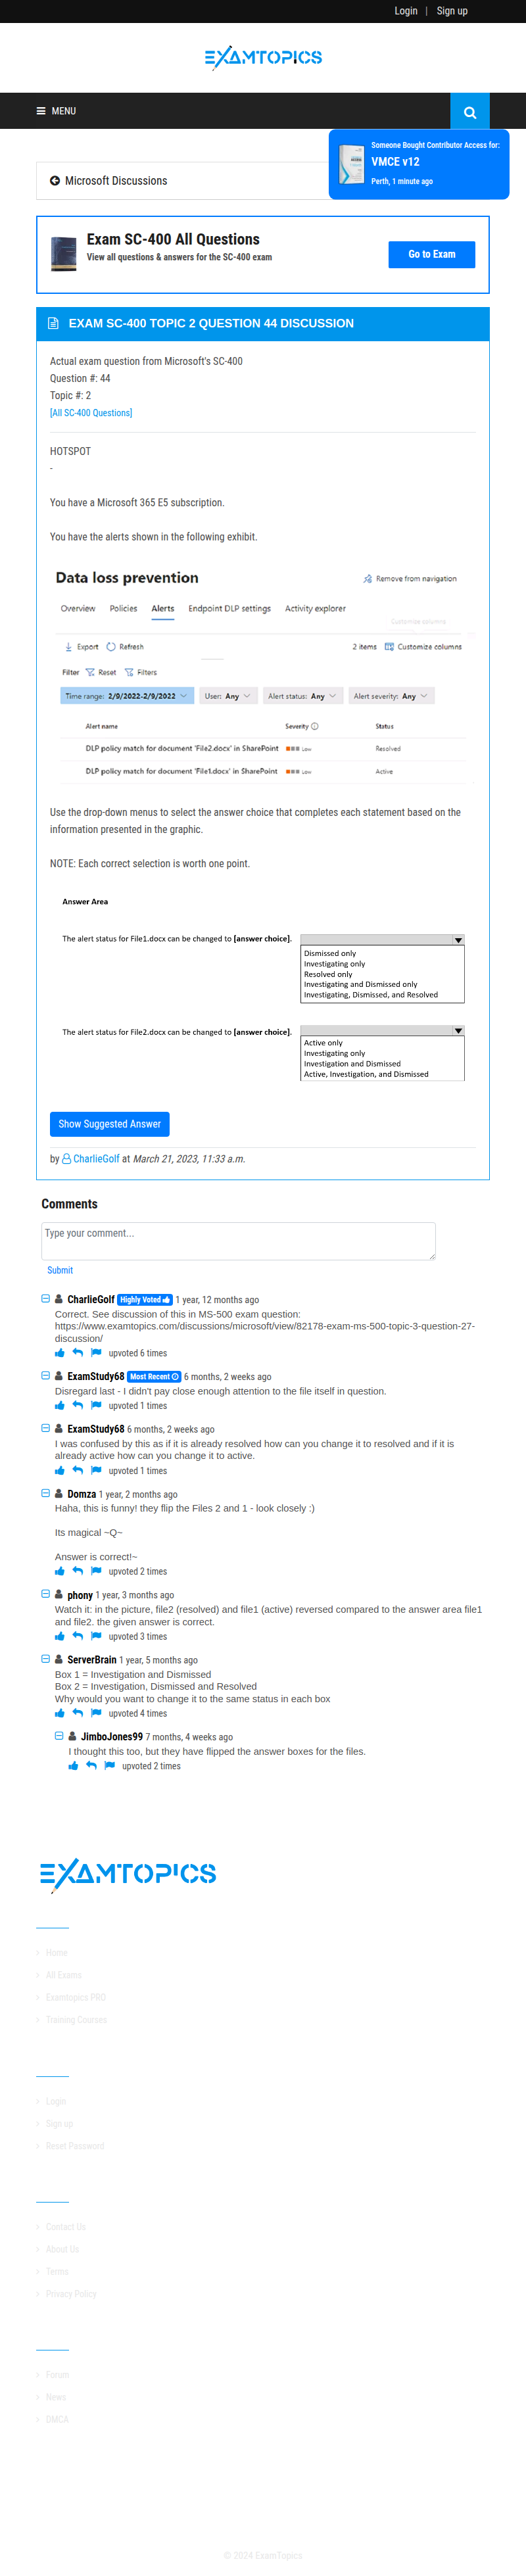 Login | Sign up
EXAMTOPICS
MENU
Someone Bought Contributor Access for:
VMCE v12
Perth, 1 minute ago
Microsoft Discussions
Exam SC-400 All Questions
View all questions & answers for the SC-400 exam
Go to Exam
EXAM SC-400 TOPIC 2 QUESTION 44 DISCUSSION
Actual exam question from Microsoft's SC-400
Question #: 44
Topic #: 2
[All SC-400 Questions]
HOTSPOT
-
You have a Microsoft 365 E5 subscription.
You have the alerts shown in the following exhibit.
Data loss prevention
Remove from navigation
Overview Policies Alerts Endpoint DLP settings Activity explorer
Customize columns
Export Refresh 2 items Customize columns
Filter Reset Filters
Time range: 2/9/2022-2/9/2022 User: Any Alert status: Any Alert severity: Any
Alert name Severity Status
DLP policy match for document 'File2.docx' in SharePoint Low Resolved
DLP policy match for document 'File1.docx' in SharePoint Low Active
Use the drop-down menus to select the answer choice that completes each statement based on the
information presented in the graphic.
NOTE: Each correct selection is worth one point.
Answer Area
The alert status for File1.docx can be changed to [answer choice].
Dismissed only
Investigating only
Resolved only
Investigating and Dismissed only
Investigating, Dismissed, and Resolved
The alert status for File2.docx can be changed to [answer choice].
Active only
Investigating only
Investigation and Dismissed
Active, Investigation, and Dismissed
Show Suggested Answer
by CharlieGolf at March 21, 2023, 11:33 a.m.
Comments
Type your comment...
Submit
CharlieGolf Highly Voted 1 year, 12 months ago
Correct. See discussion of this in MS-500 exam question:
https://www.examtopics.com/discussions/microsoft/view/82178-exam-ms-500-topic-3-question-27-
discussion/
upvoted 6 times
ExamStudy68 Most Recent 6 months, 2 weeks ago
Disregard last - I didn't pay close enough attention to the file itself in question.
upvoted 1 times
ExamStudy68 6 months, 2 weeks ago
I was confused by this as if it is already resolved how can you change it to resolved and if it is
already active how can you change it to active.
upvoted 1 times
Domza 1 year, 2 months ago
Haha, this is funny! they flip the Files 2 and 1 - look closely :)
Its magical ~Q~
Answer is correct!~
upvoted 2 times
phony 1 year, 3 months ago
Watch it: in the picture, file2 (resolved) and file1 (active) reversed compared to the answer area file1
and file2. the given answer is correct.
upvoted 3 times
ServerBrain 1 year, 5 months ago
Box 1 = Investigation and Dismissed
Box 2 = Investigation, Dismissed and Resolved
Why would you want to change it to the same status in each box
upvoted 4 times
JimboJones99 7 months, 4 weeks ago
I thought this too, but they have flipped the answer boxes for the files.
upvoted 2 times
EXAMTOPICS
Home
All Exams
Examtopics PRO
Training Courses
Login
Sign up
Reset Password
Contact Us
About Us
Terms
Privacy Policy
Forum
News
DMCA
© 2024 ExamTopics